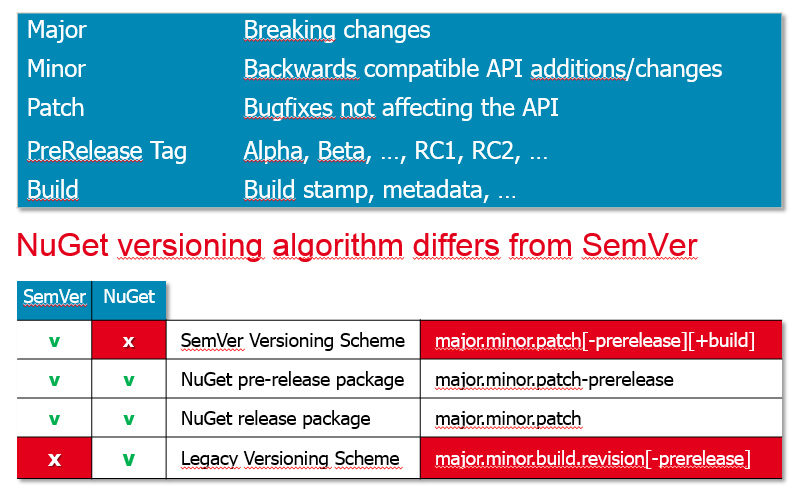 Major Breaking changes
Minor Backwards compatible API additions/changes
Patch Bugfixes not affecting the API
PreRelease Tag Alpha, Beta, ..., RC1, RC2, ...
Build Build stamp, metadata, ...
NuGet versioning algorithm differs from SemVer
SemVer NuGet
v x SemVer Versioning Scheme major.minor.patch[-prerelease][+build]
v v NuGet pre-release package major.minor.patch-prerelease
v v NuGet release package major.minor.patch
x v Legacy Versioning Scheme major.minor.build.revision[-prerelease]